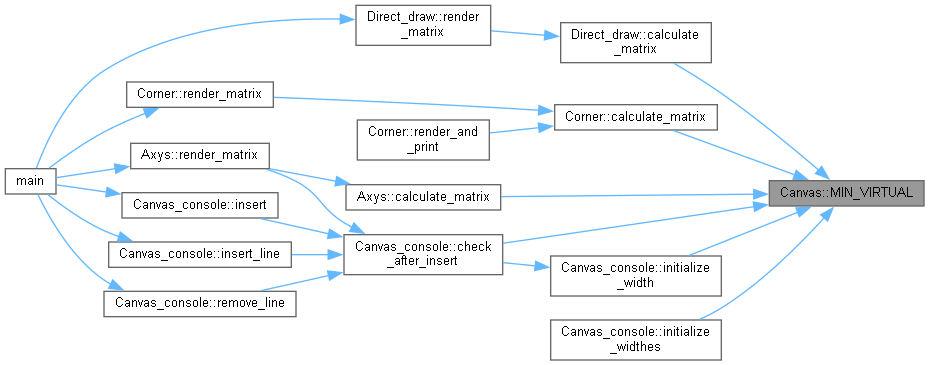 Direct_draw::render
_matrix
Direct_draw::calculate
_matrix
Corner::render_matrix
Corner::calculate_matrix
Corner::render_and
_print
Axys::render_matrix
main
Axys::calculate_matrix
Canvas::MIN_VIRTUAL
Canvas_console::insert
Canvas_console::check
_after_insert
Canvas_console::insert_line
Canvas_console::initialize
_width
Canvas_console::remove_line
Canvas_console::initialize
_widthes